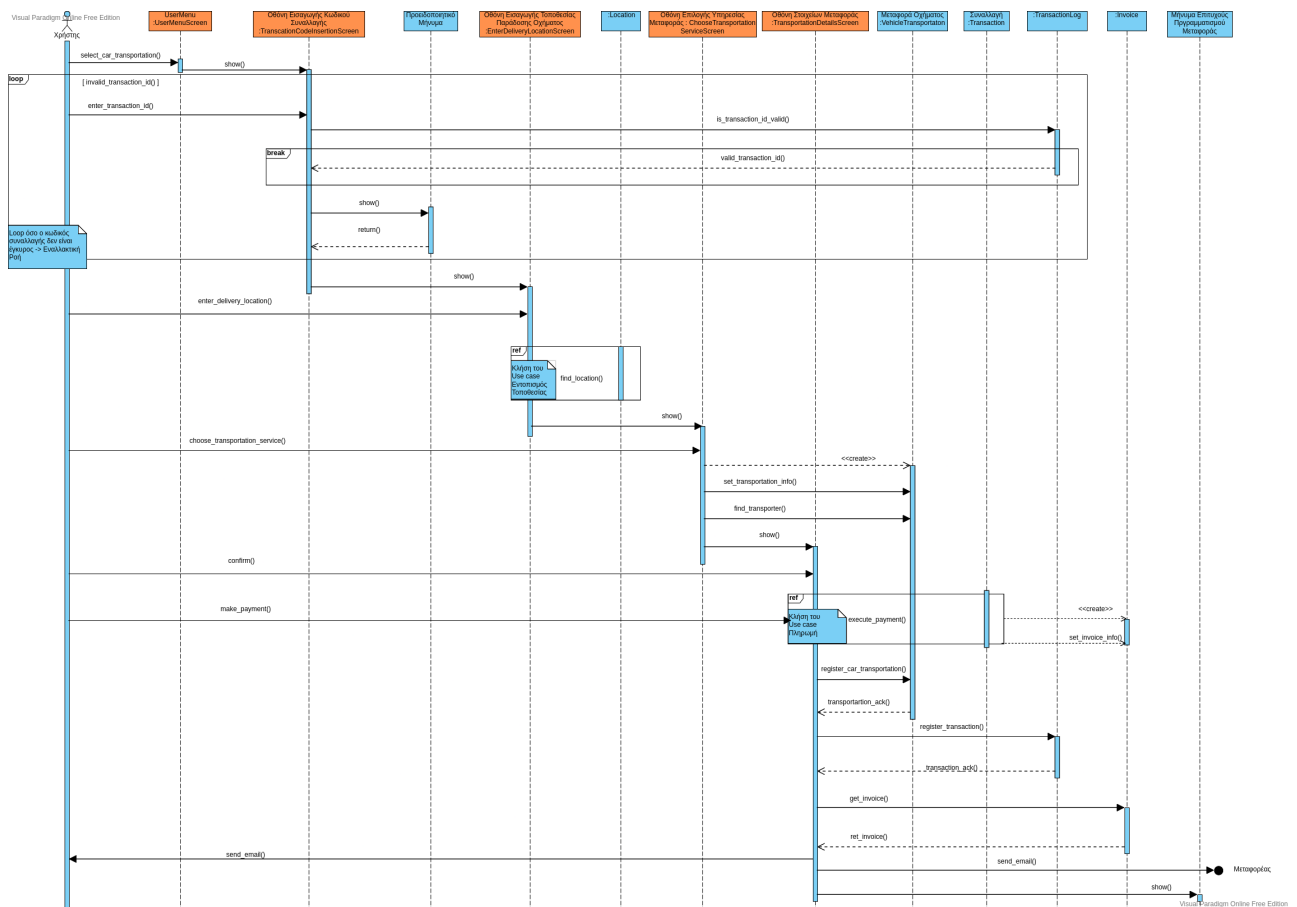 Visual Paradigm Online Free Edition
Χρήστης
UserMenu
:UserMenuScreen
Οθόνη Εισαγωγής Κωδικού
Συναλλαγής
:TranscationCodeInsertionScreen
Προειδοποιητικό
Μήνυμα
Οθόνη Εισαγωγής Τοποθεσίας
Παράδοσης Οχήματος
:EnterDeliveryLocationScreen
:Location
Οθόνη Επιλογής Υπηρεσίας
Μεταφοράς : ChooseTransportation
ServiceScreen
Οθόνη Στοιχείων Μεταφοράς
:TransportationDetailsScreen
Μεταφορά Οχήματος
:VehicleTransportaton
Συναλλαγή
:Transaction
:TransactionLog
:Invoice
Μήνυμα Επιτυχούς
Πργραμματισμού
Μεταφοράς
select_car_transportation()
show()
loop
[ invalid_transaction_id() ]
enter_transaction_id()
is_transaction_id_valid()
break
valid_transaction_id()
show()
return()
Loop όσο ο κωδικός
συναλλαγής δεν είναι
έγκυρος -> Εναλλακτική
Ροή
show()
enter_delivery_location()
ref
Κλήση του
Use case
Εντοπισμός
Τοποθεσίας
find_location()
show()
choose_transportation_service()
<<create>>
set_transportation_info()
find_transporter()
show()
confirm()
ref
make_payment()
Κλήση του
Use case
Πληρωμή
execute_payment()
<<create>>
set_invoice_info()
register_car_transportation()
transportartion_ack()
register_transaction()
transaction_ack()
get_invoice()
ret_invoice()
send_email()
send_email()
Μεταφορέας
show()
Visual Paradigm Online Free Edition